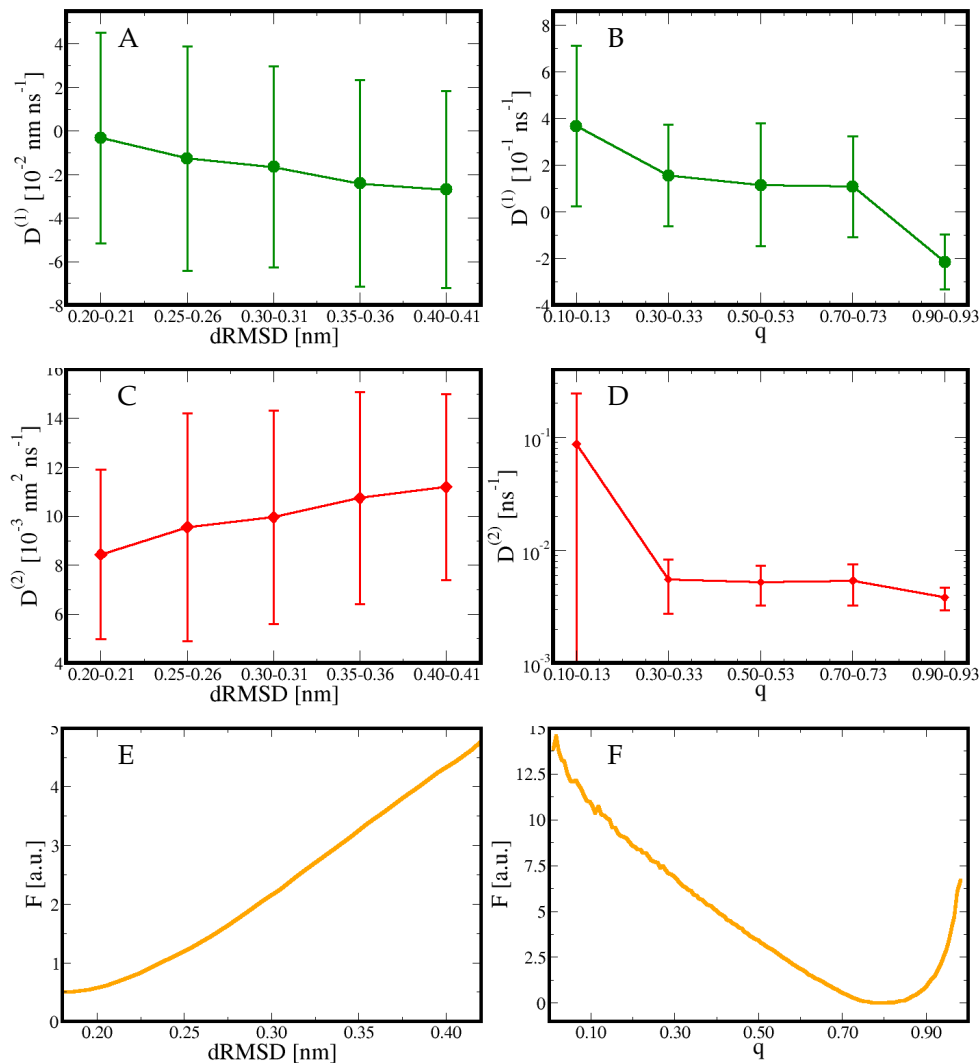 A
D⁽¹⁾ [10⁻² nm ns⁻¹]
4
2
0
-2
-4
-6
-8
0.20-0.21 0.25-0.26 0.30-0.31 0.35-0.36 0.40-0.41
dRMSD [nm]
B
D⁽¹⁾ [10⁻¹ ns⁻¹]
8
6
4
2
0
-2
-4
0.10-0.13 0.30-0.33 0.50-0.53 0.70-0.73 0.90-0.93
q
C
D⁽²⁾ [10⁻³ nm² ns⁻¹]
16
14
12
10
8
6
4
0.20-0.21 0.25-0.26 0.30-0.31 0.35-0.36 0.40-0.41
dRMSD [nm]
D
D⁽²⁾ [ns⁻¹]
10⁻¹
10⁻²
10⁻³
0.10-0.13 0.30-0.33 0.50-0.53 0.70-0.73 0.90-0.93
q
E
F [a.u.]
5
4
3
2
1
0
0.20 0.25 0.30 0.35 0.40
dRMSD [nm]
F
F [a.u.]
15
12.5
10
7.5
5
2.5
0
0.10 0.30 0.50 0.70 0.90
q